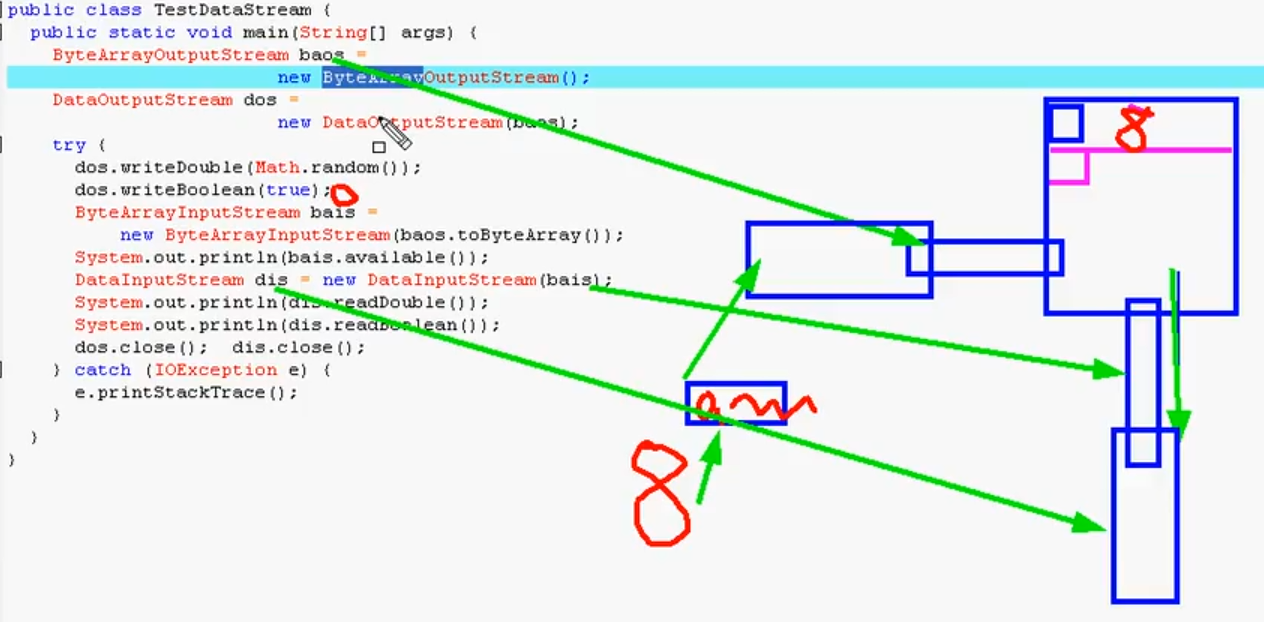 public class TestDataStream {
public static void main(String[] args) {
ByteArrayOutputStream baos =
new ByteArrayOutputStream();
DataOutputStream dos =
new DataOutputStream(baos);
try {
dos.writeDouble(Math.random());
dos.writeBoolean(true);
ByteArrayInputStream bais =
new ByteArrayInputStream(baos.toByteArray());
System.out.println(bais.available());
DataInputStream dis = new DataInputStream(bais);
System.out.println(dis.readDouble());
System.out.println(dis.readBoolean());
dos.close();  dis.close();
} catch (IOException e) {
e.printStackTrace();
}
}
}
8
8